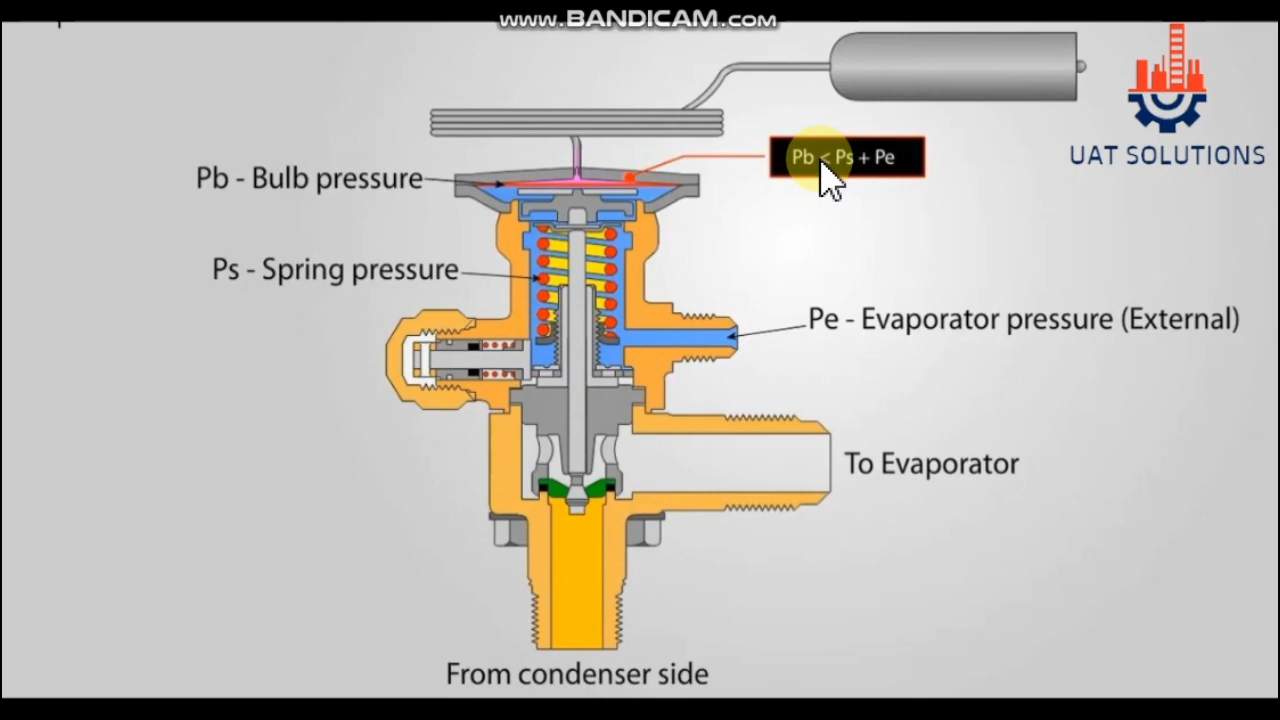 www.BANDICAM.com
UAT SOLUTIONS
Pb < Ps + Pe
Pb - Bulb pressure
Ps - Spring pressure
Pe - Evaporator pressure (External)
To Evaporator
From condenser side